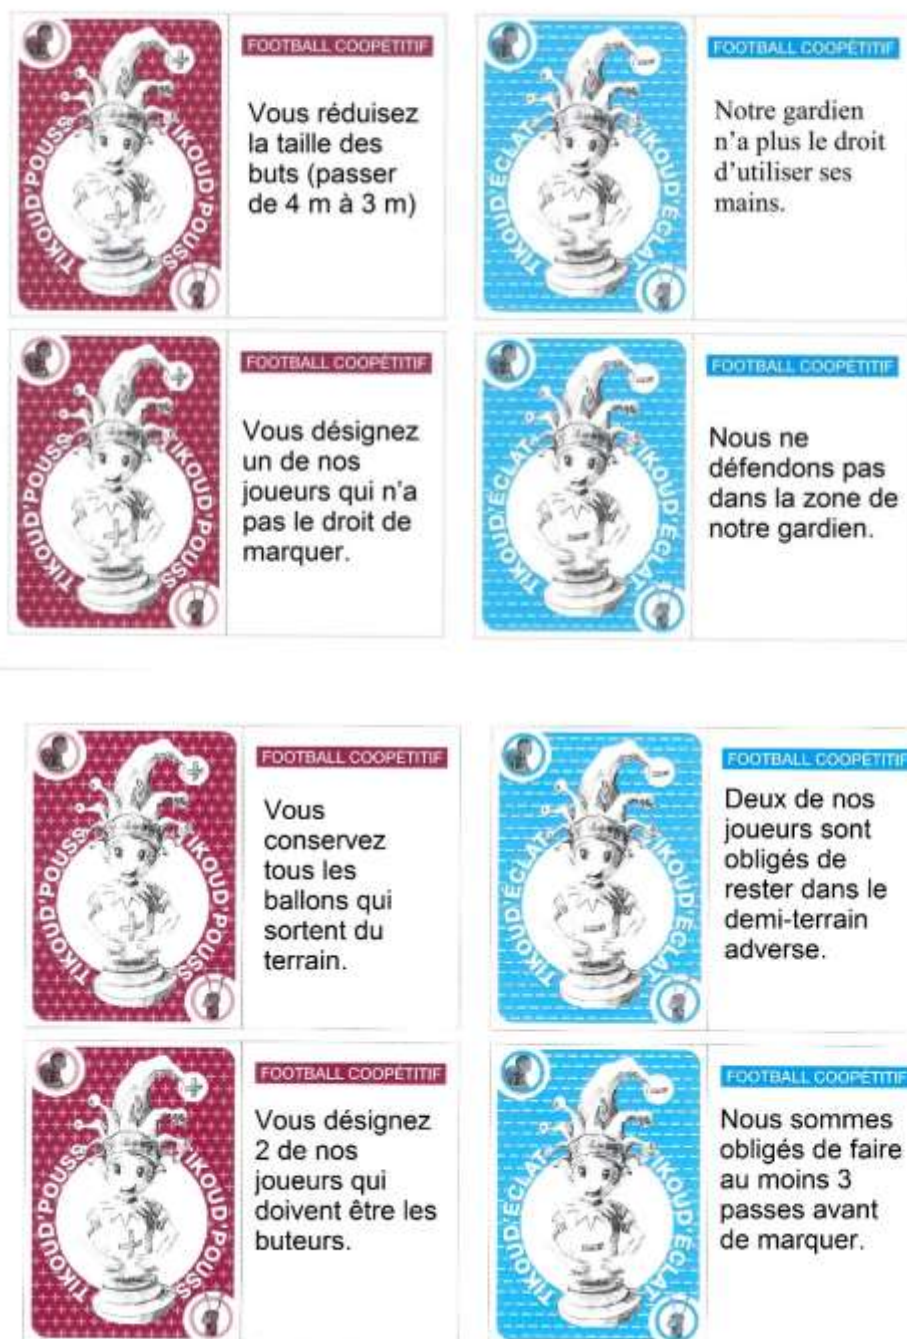 TIKOUD'POUSS TIKOUD'POUSS
FOOTBALL COOPÉTITIF
Vous réduisez
la taille des
buts (passer
de 4 m à 3 m)
TIKOUD'ÉCLAT TIKOUD'ÉCLAT
FOOTBALL COOPÉTITIF
Notre gardien
n'a plus le droit
d'utiliser ses
mains.
TIKOUD'POUSS TIKOUD'POUSS
FOOTBALL COOPÉTITIF
Vous désignez
un de nos
joueurs qui n'a
pas le droit de
marquer.
TIKOUD'ÉCLAT TIKOUD'ÉCLAT
FOOTBALL COOPÉTITIF
Nous ne
défendons pas
dans la zone de
notre gardien.
TIKOUD'POUSS TIKOUD'POUSS
FOOTBALL COOPÉTITIF
Vous
conservez
tous les
ballons qui
sortent du
terrain.
TIKOUD'ÉCLAT TIKOUD'ÉCLAT
FOOTBALL COOPÉTITIF
Deux de nos
joueurs sont
obligés de
rester dans le
demi-terrain
adverse.
TIKOUD'POUSS TIKOUD'POUSS
FOOTBALL COOPÉTITIF
Vous désignez
2 de nos
joueurs qui
doivent être les
buteurs.
TIKOUD'ÉCLAT TIKOUD'ÉCLAT
FOOTBALL COOPÉTITIF
Nous sommes
obligés de faire
au moins 3
passes avant
de marquer.